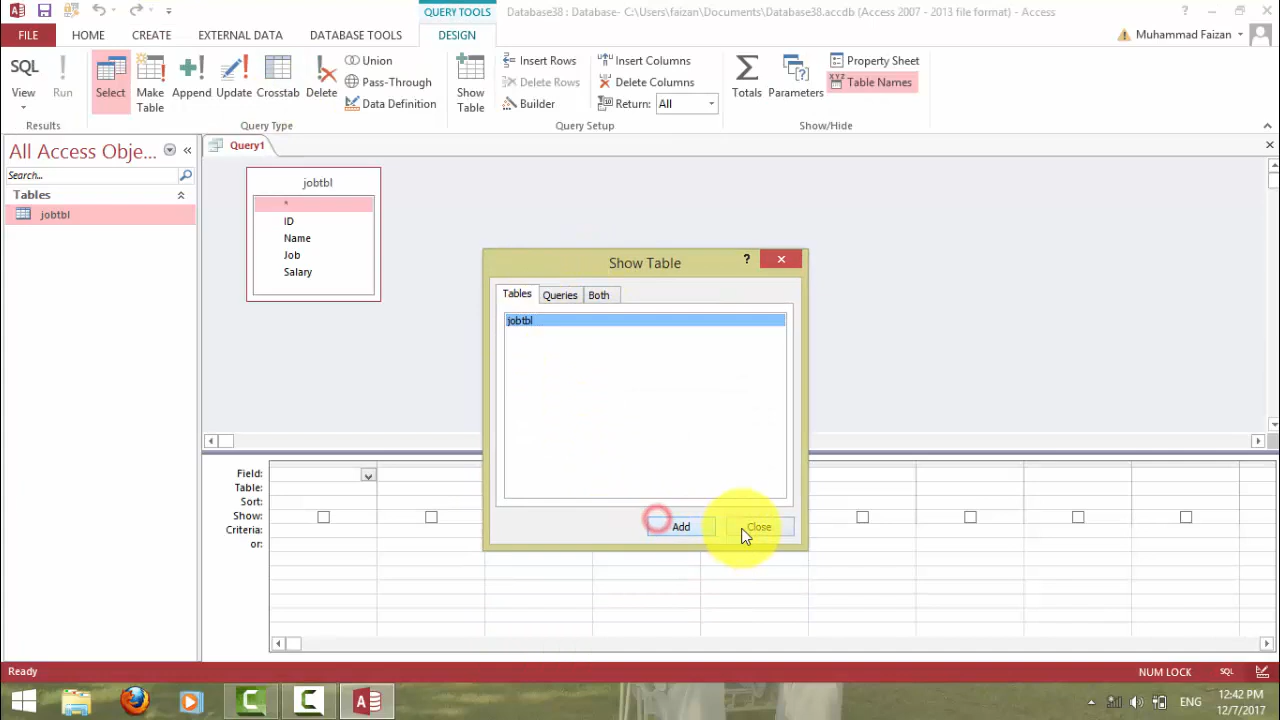 QUERY TOOLS
Database38 : Database- C:\Users\faizan\Documents\Database38.accdb (Access 2007 - 2013 file format) - Access
FILE HOME CREATE EXTERNAL DATA DATABASE TOOLS DESIGN Muhammad Faizan
SQL View
Run
Select
Make Table
Append
Update
Crosstab
Delete
Union
Pass-Through
Data Definition
Show Table
Insert Rows
Delete Rows
Builder
Insert Columns
Delete Columns
Return: All
Totals
Parameters
Property Sheet
Table Names
Results
Query Type
Query Setup
Show/Hide
All Access Obje...
Search...
Tables
jobtbl
Query1
jobtbl
*
ID
Name
Job
Salary
Show Table
?
Tables Queries Both
jobtbl
Add Close
Field:
Table:
Sort:
Show:
Criteria:
or:
Ready
NUM LOCK SQL
ENG
12:42 PM
12/7/2017